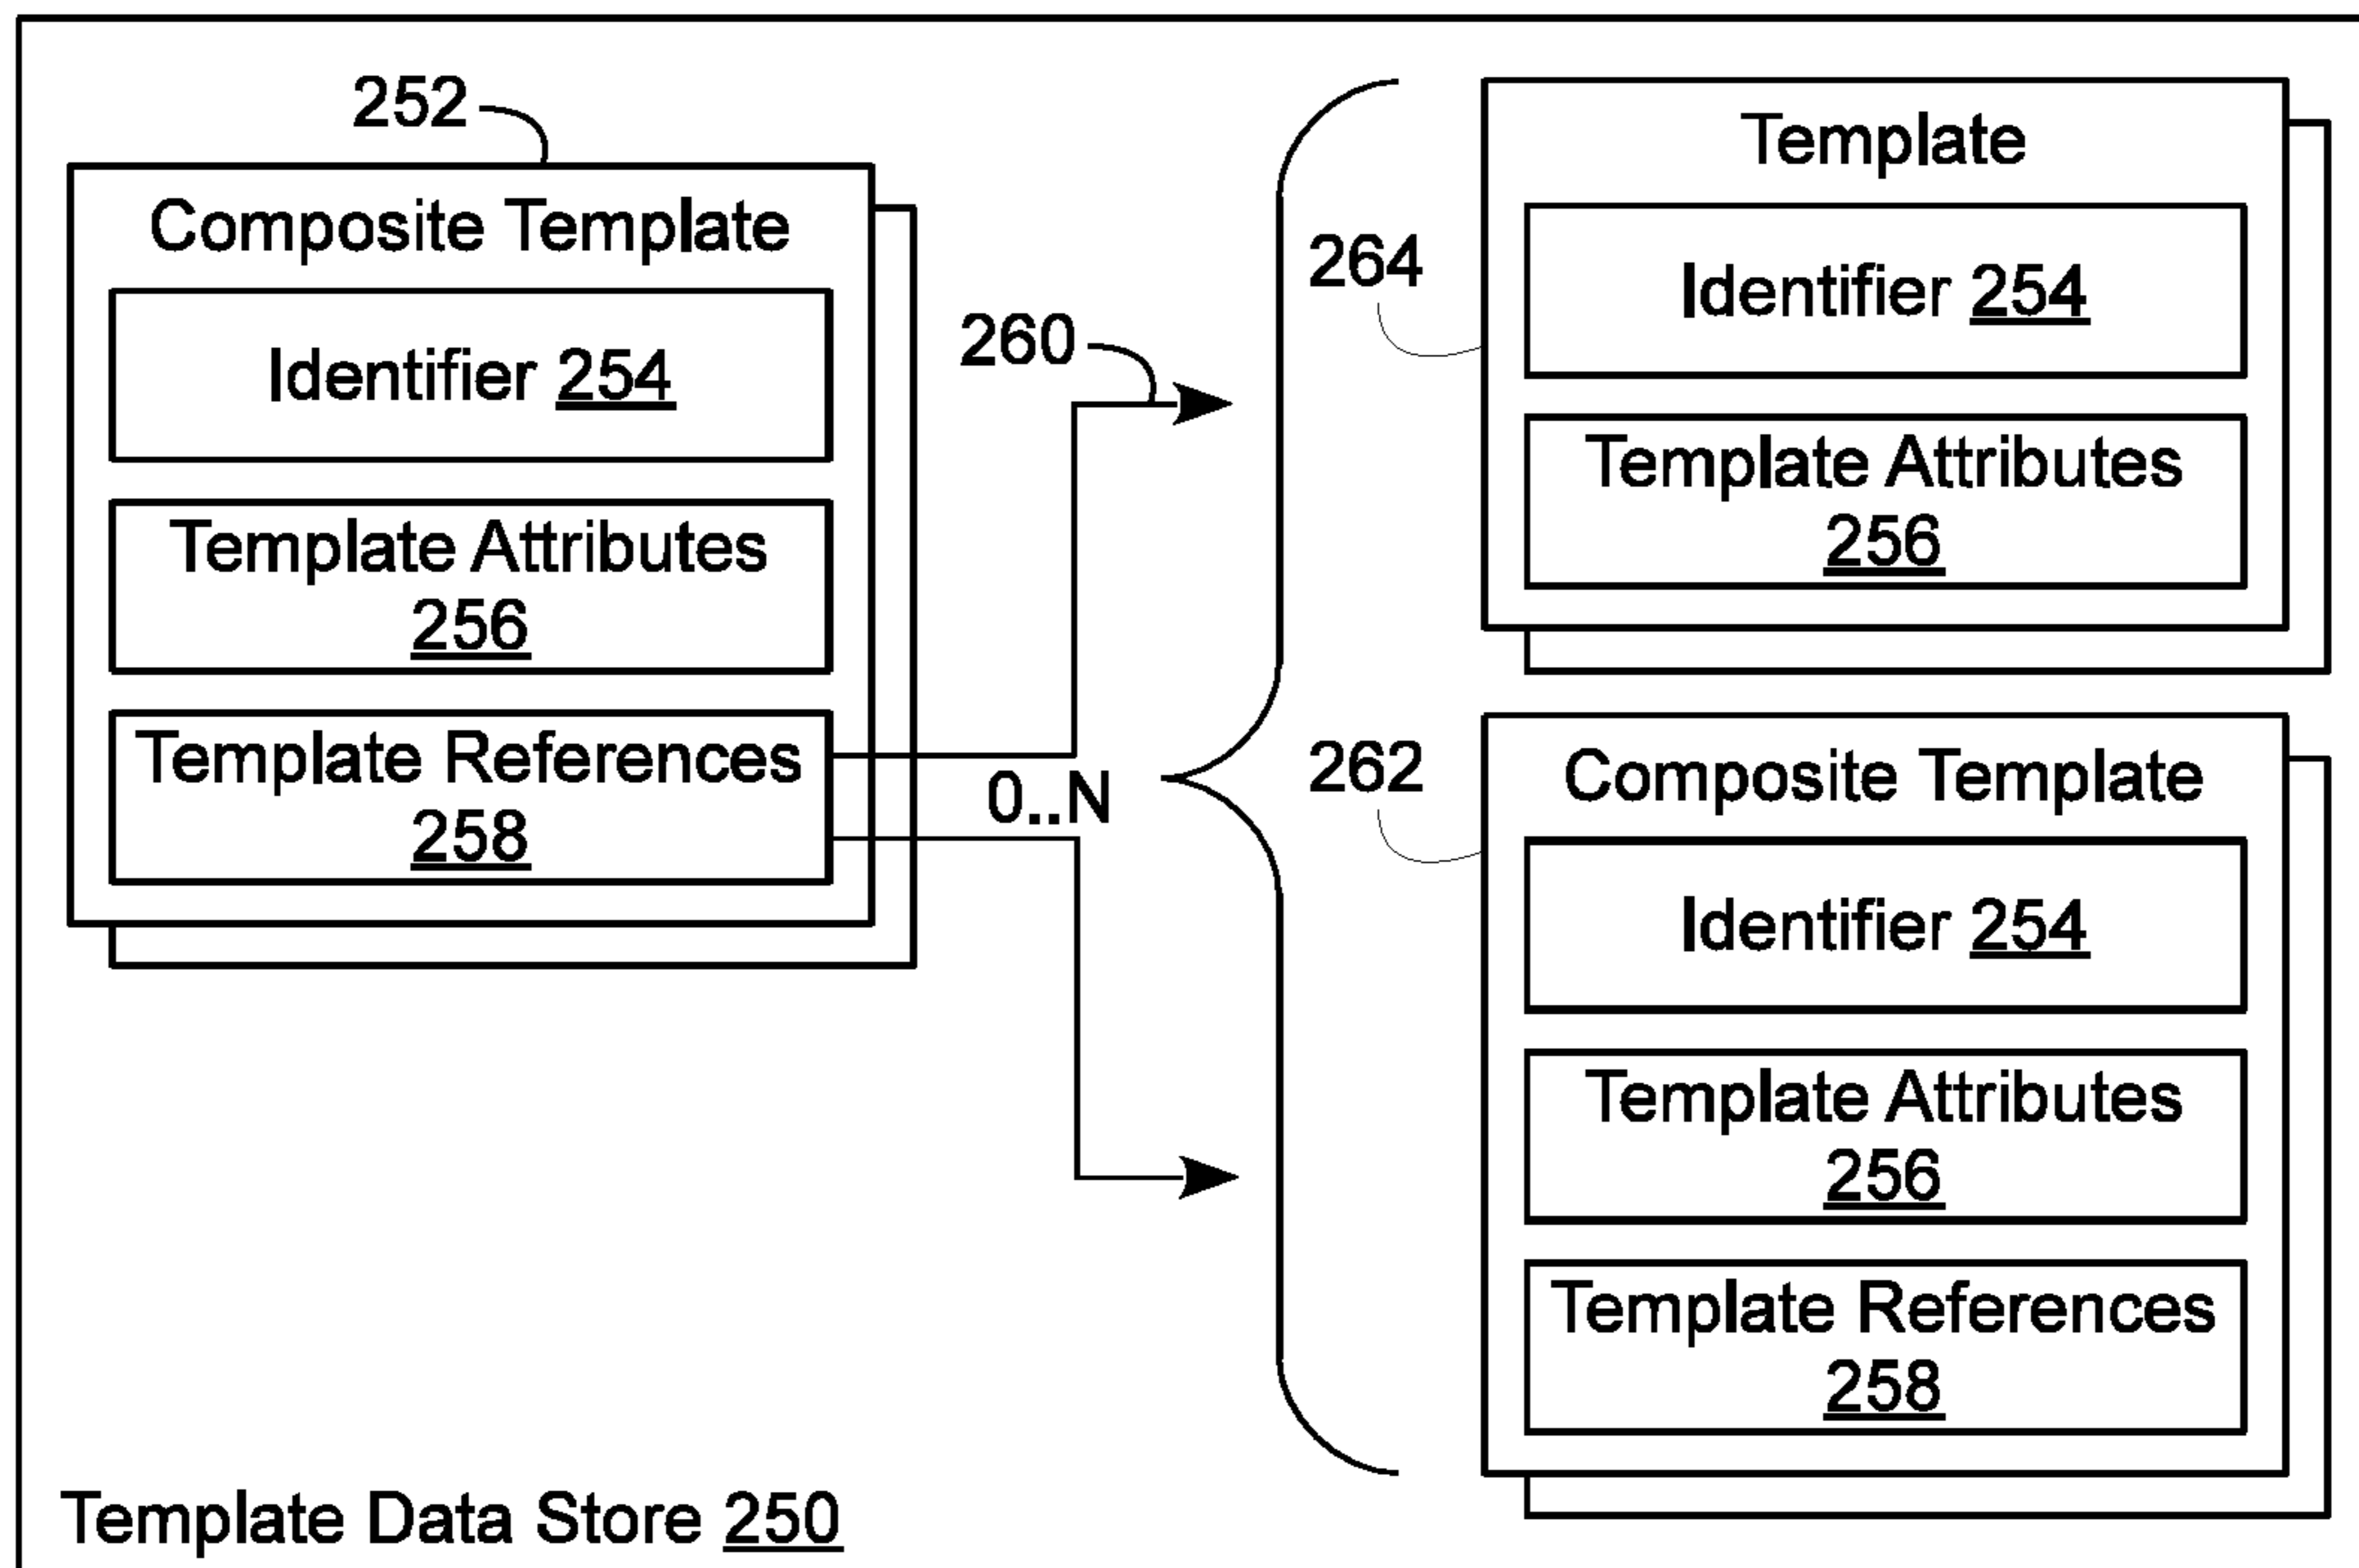 252
Composite Template
Identifier 254
Template Attributes
256
Template References
258
260
0..N
264
Template
Identifier 254
Template Attributes
256
262
Composite Template
Identifier 254
Template Attributes
256
Template References
258
Template Data Store 250